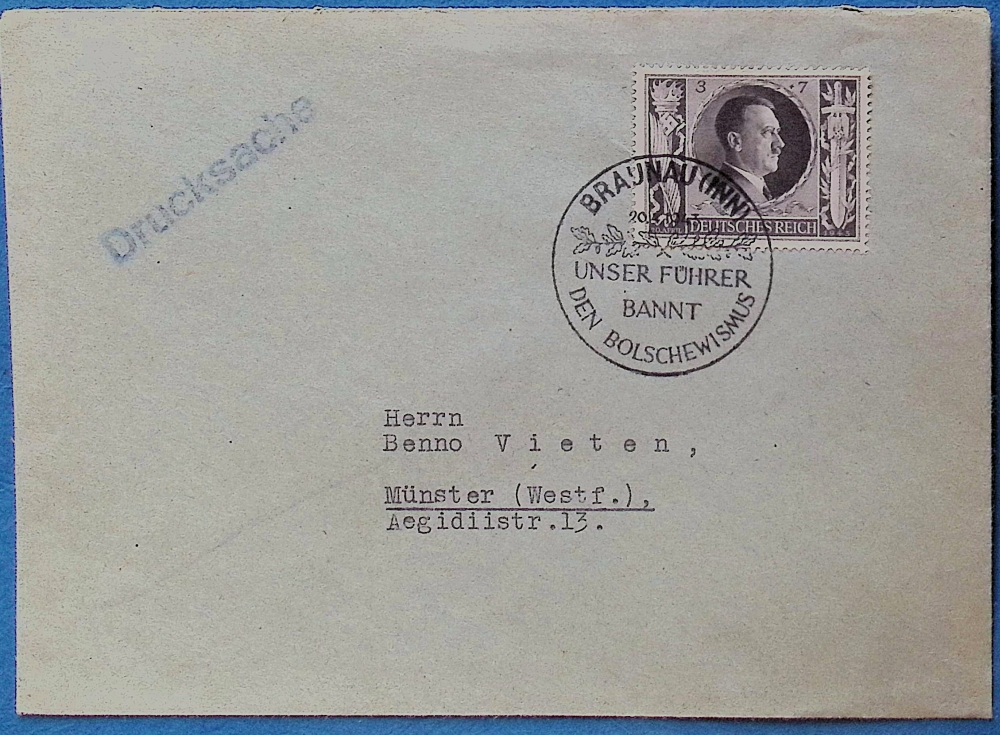 Drucksache
3 7
DEUTSCHES REICH
BRAUNAU (INN)
UNSER FÜHRER
BANNT
DEN BOLSCHEWISMUS
Herrn
Benno Vieten,
Münster (Westf.),
Aegidiistr.13.